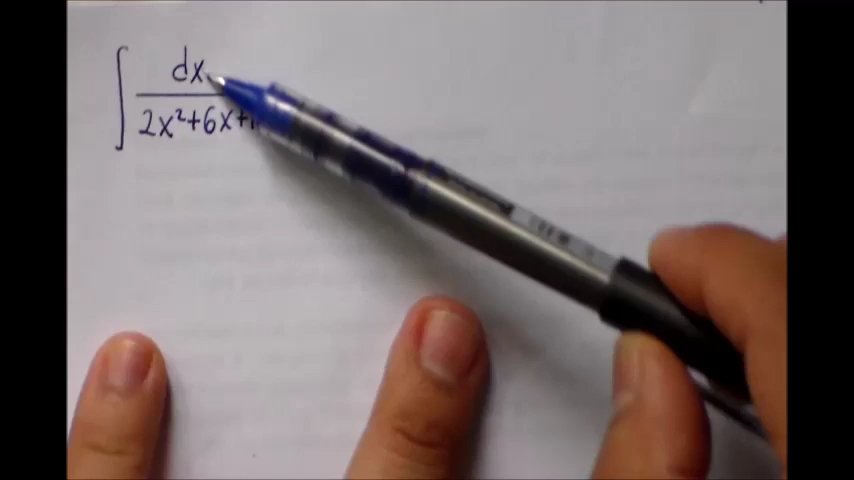 ∫ dx
2x²+6x+